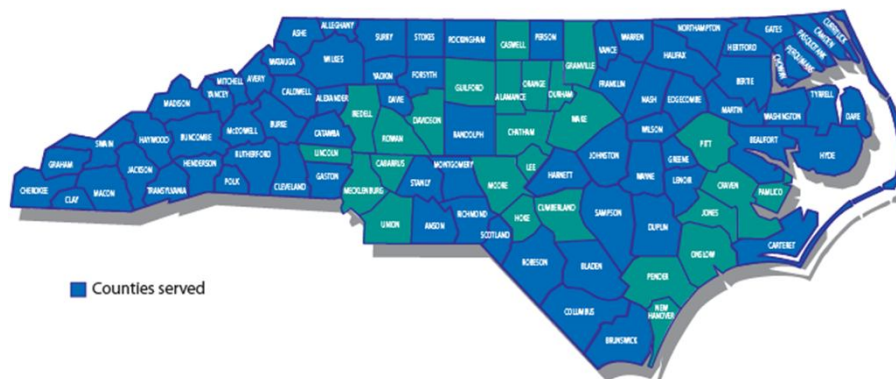 ALLEGHANY
ASHE
SURRY
STOKES
ROCKINGHAM
CASWELL
PERSON
GRANVILLE
VANCE
WARREN
NORTHAMPTON
GATES
CURRITUCK
CAMDEN
PASQUOTANK
PERQUIMANS
CHOWAN
HERTFORD
HALIFAX
WATAUGA
WILKES
YADKIN
FORSYTH
GUILFORD
ALAMANCE
ORANGE
DURHAM
FRANKLIN
NASH
EDGECOMBE
BERTIE
MARTIN
WASHINGTON
TYRRELL
DARE
MITCHELL
AVERY
YANCEY
CALDWELL
ALEXANDER
IREDELL
DAVIE
DAVIDSON
RANDOLPH
CHATHAM
WAKE
WILSON
PITT
BEAUFORT
HYDE
MADISON
BUNCOMBE
McDOWELL
BURKE
CATAWBA
ROWAN
SWAIN
HAYWOOD
GRAHAM
JACKSON
HENDERSON
RUTHERFORD
LINCOLN
CABARRUS
MONTGOMERY
LEE
HARNETT
JOHNSTON
WAYNE
GREENE
LENOIR
CRAVEN
PAMLICO
CHEROKEE
CLAY
MACON
TRANSYLVANIA
POLK
CLEVELAND
GASTON
MECKLENBURG
STANLY
MOORE
HOKE
CUMBERLAND
SAMPSON
DUPLIN
JONES
CARTERET
UNION
ANSON
RICHMOND
SCOTLAND
ONSLOW
ROBESON
BLADEN
PENDER
COLUMBUS
NEW
HANOVER
BRUNSWICK
Counties served